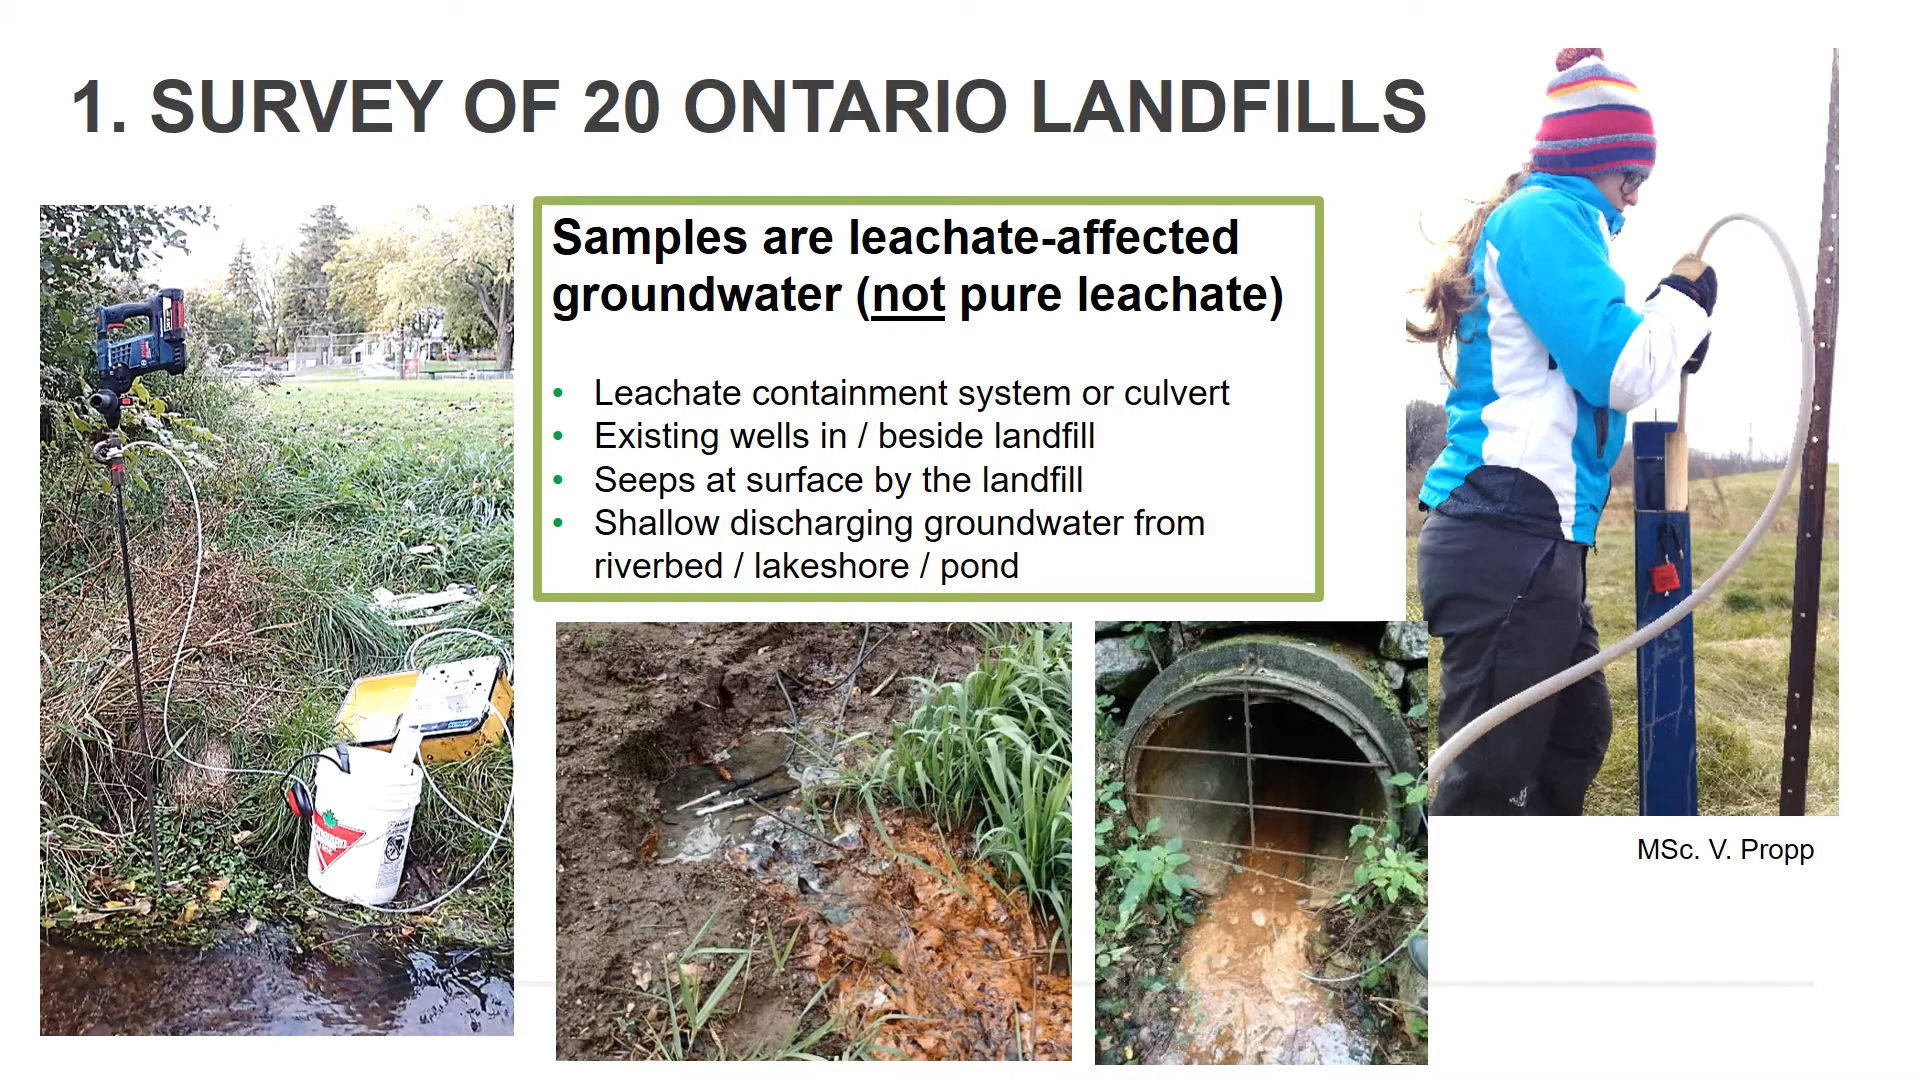 1. SURVEY OF 20 ONTARIO LANDFILLS
Samples are leachate-affected
groundwater (not pure leachate)
• Leachate containment system or culvert
• Existing wells in / beside landfill
• Seeps at surface by the landfill
• Shallow discharging groundwater from
riverbed / lakeshore / pond
MSc. V. Propp